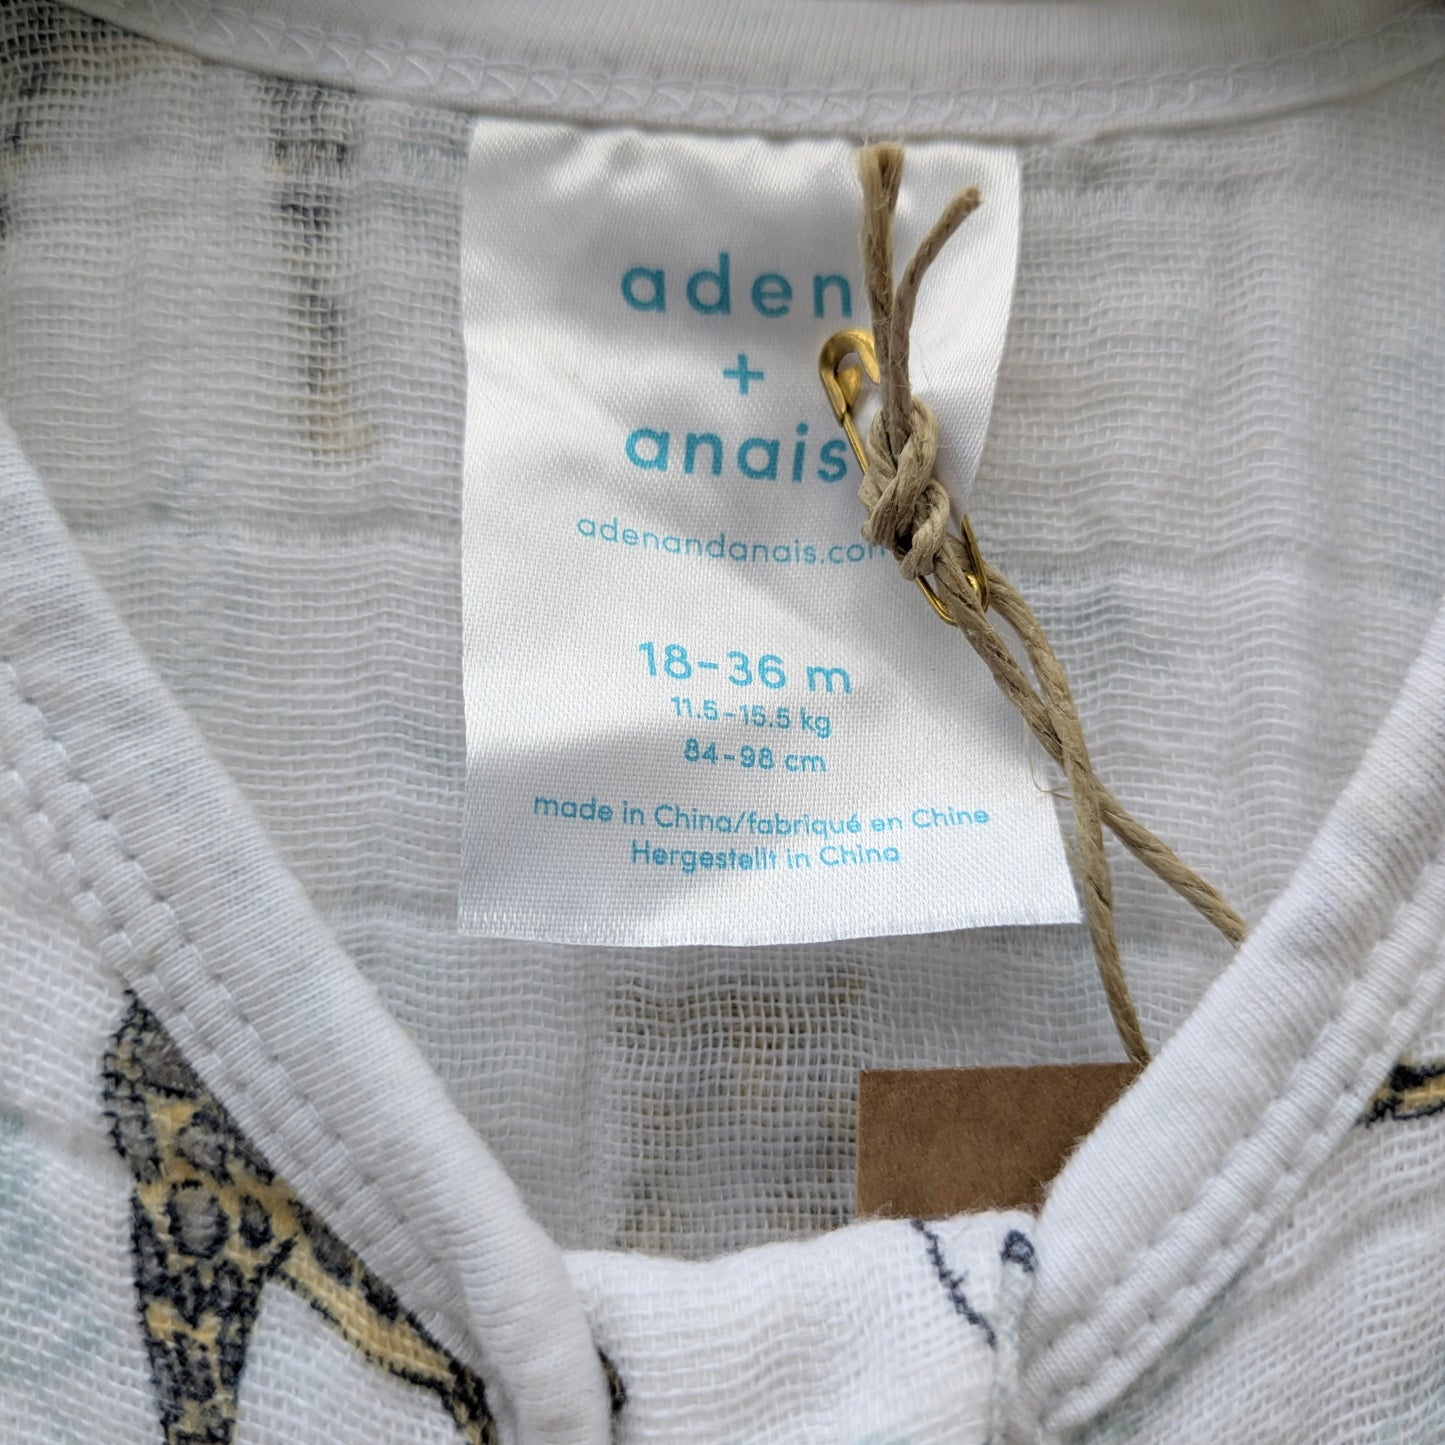 aden
+
anais
adenandanais.com
18-36 m
11.5-15.5 kg
84-98 cm
made in China/fabriqué en Chine
Hergestellt in China